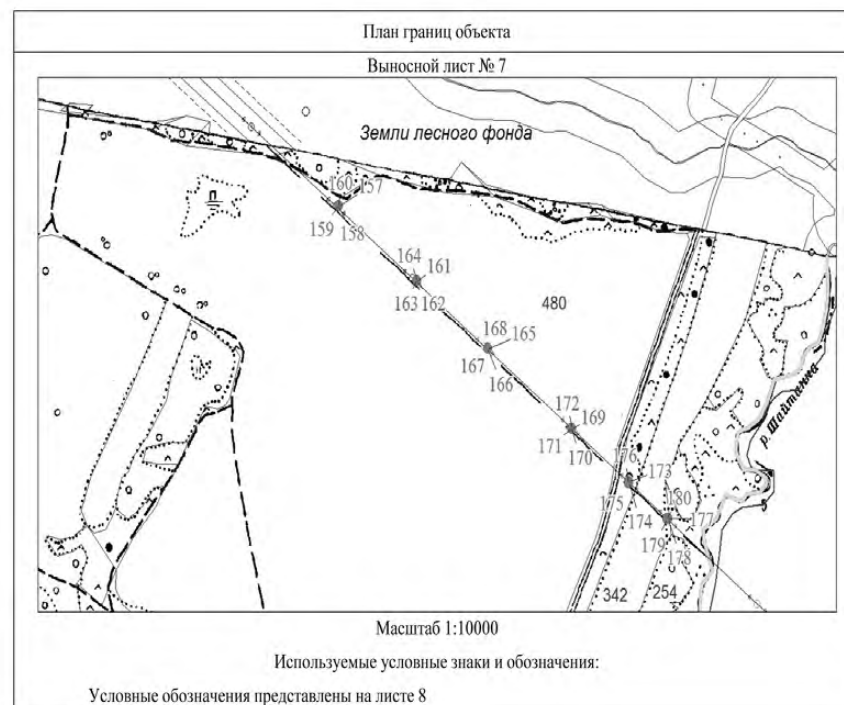 План границ объекта
Выносной лист № 7
Земли лесного фонда
160 157
159 158
164 161
163 162
480
168 165
167
166
р. Шайтанка
172 169
171
170
176 173
175
174 180 177
179
178
342 254
Масштаб 1:10000
Используемые условные знаки и обозначения:
Условные обозначения представлены на листе 8